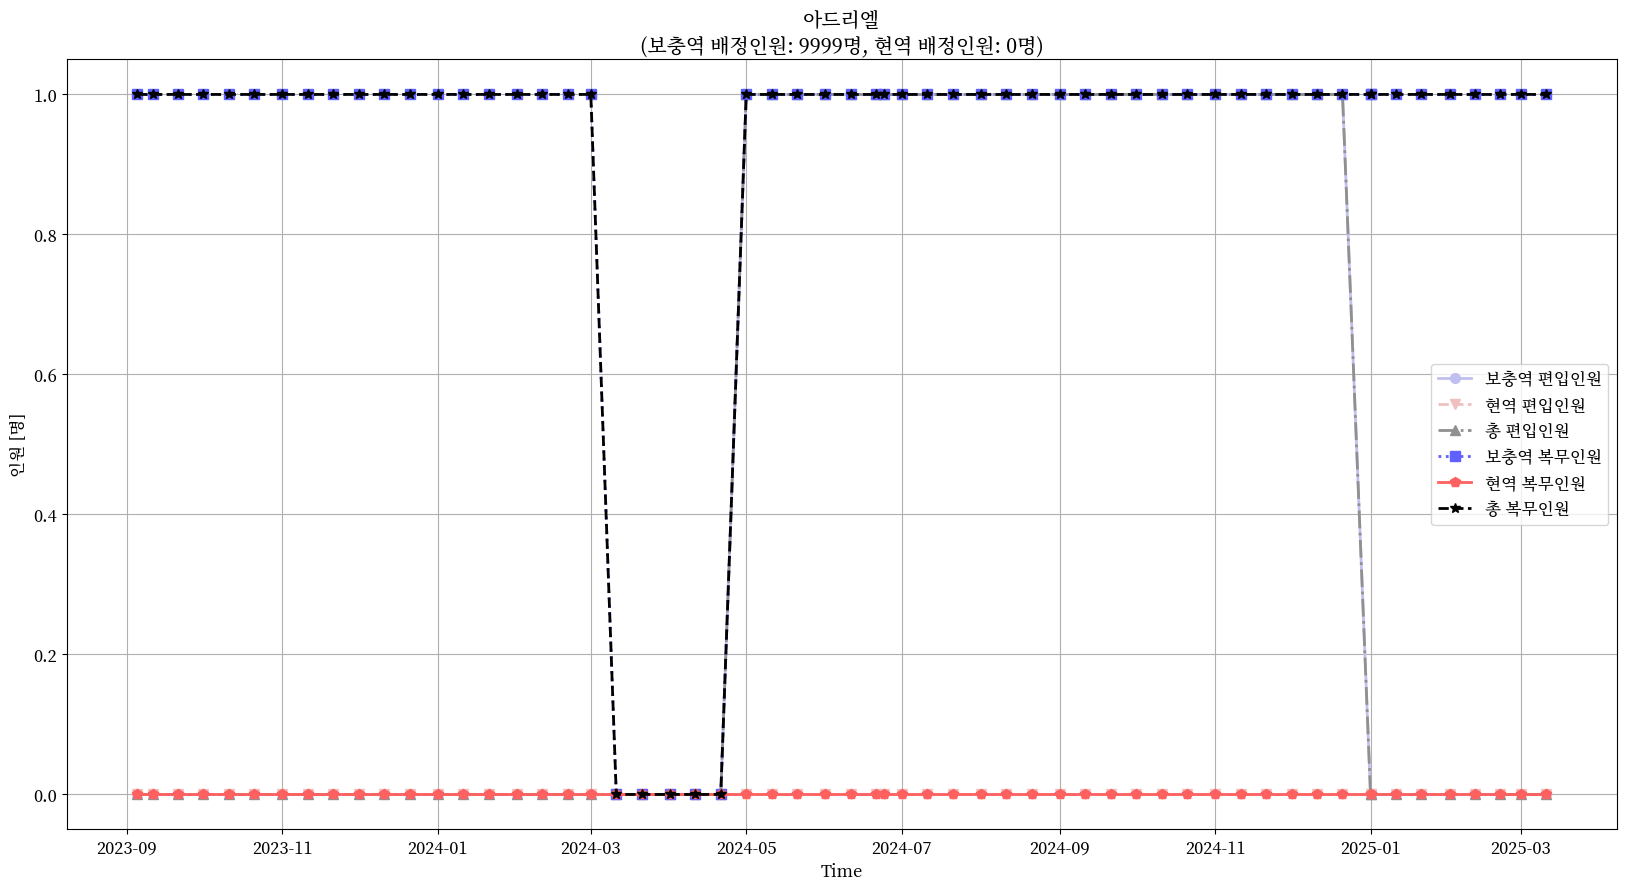 아드리엘
(보충역 배정인원: 9999명, 현역 배정인원: 0명)
인원 [명]
1.0
0.8
0.6
0.4
0.2
0.0
보충역 편입인원
현역 편입인원
총 편입인원
보충역 복무인원
현역 복무인원
총 복무인원
2023-09 2023-11 2024-01 2024-03 2024-05 2024-07 2024-09 2024-11 2025-01 2025-03
Time